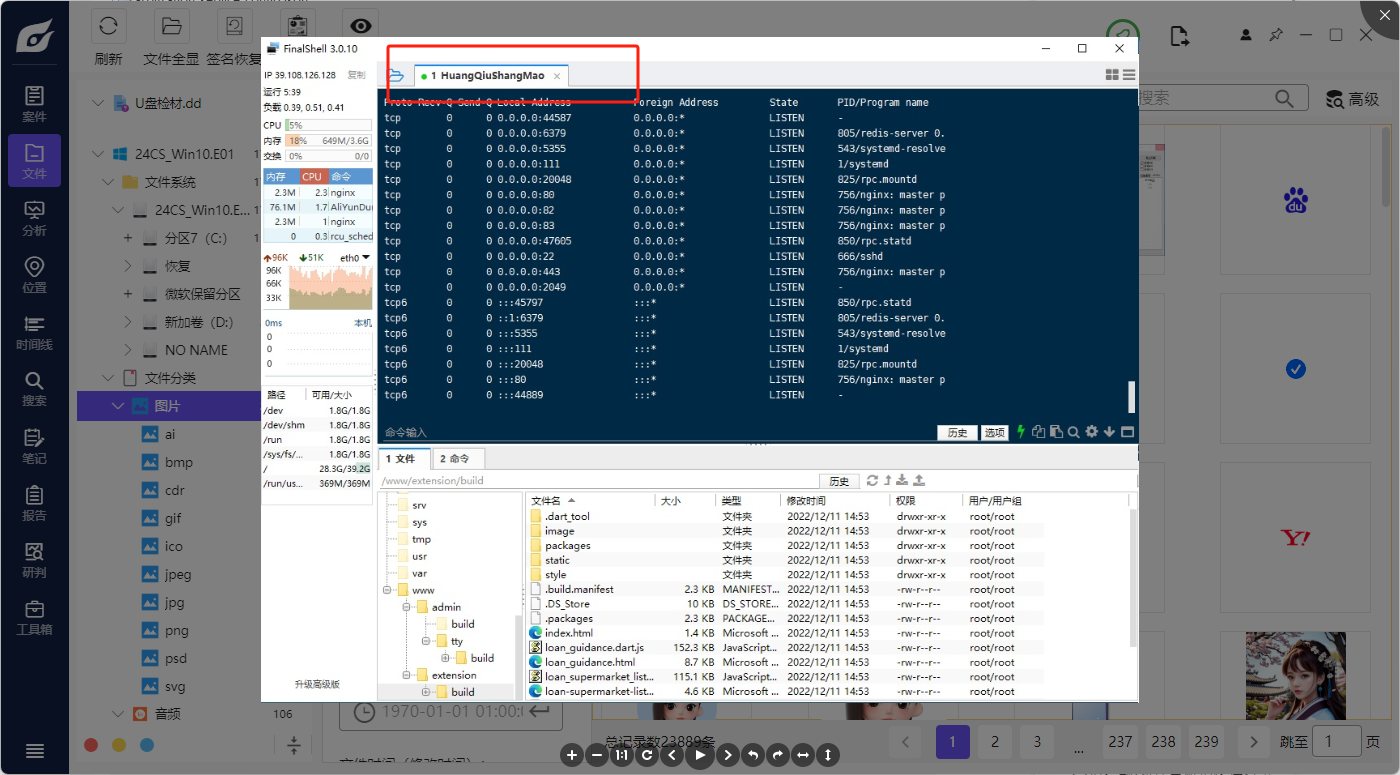 刷新
文件全显
签名恢复
案件
文件
分析
位置
时间线
搜索
笔记
报告
研判
工具箱
U盘检材.dd
24CS_Win10.E01
文件系统
24CS_Win10.E...
分区7（C:）
恢复
微软保留分区
新加卷（D:）
NO NAME
文件分类
图片
ai
bmp
cdr
gif
ico
jpeg
jpg
png
psd
svg
音频
106
FinalShell 3.0.10
IP 39.108.126.128 复制
运行 5:39
负载 0.39, 0.51, 0.41
CPU 5%
内存 18% 649M/3.6G
交换 0% 0/0
内存 CPU 命令
2.3M 2.3 nginx
76.1M 1.7 AliYunDu
2.3M 1 nginx
0 0.3 rcu_sched
96K 51K eth0
96K
66K
33K
0ms 本机
0
0
0
路径 可用/大小
/dev 1.8G/1.8G
/dev/shm 1.8G/1.8G
/run 1.8G/1.8G
/sys/fs/... 1.8G/1.8G
/ 28.3G/39.2G
/run/us... 369M/369M
升级高级版
1 HuangQiuShangMao
Proto Recv-Q Send-Q Local Address Foreign Address State PID/Program name
tcp 0 0 0.0.0.0:44587 0.0.0.0:* LISTEN -
tcp 0 0 0.0.0.0:6379 0.0.0.0:* LISTEN 805/redis-server 0.
tcp 0 0 0.0.0.0:5355 0.0.0.0:* LISTEN 543/systemd-resolve
tcp 0 0 0.0.0.0:111 0.0.0.0:* LISTEN 1/systemd
tcp 0 0 0.0.0.0:20048 0.0.0.0:* LISTEN 825/rpc.mountd
tcp 0 0 0.0.0.0:80 0.0.0.0:* LISTEN 756/nginx: master p
tcp 0 0 0.0.0.0:82 0.0.0.0:* LISTEN 756/nginx: master p
tcp 0 0 0.0.0.0:83 0.0.0.0:* LISTEN 756/nginx: master p
tcp 0 0 0.0.0.0:47605 0.0.0.0:* LISTEN 850/rpc.statd
tcp 0 0 0.0.0.0:22 0.0.0.0:* LISTEN 666/sshd
tcp 0 0 0.0.0.0:443 0.0.0.0:* LISTEN 756/nginx: master p
tcp 0 0 0.0.0.0:2049 0.0.0.0:* LISTEN -
tcp6 0 0 :::45797 :::* LISTEN 850/rpc.statd
tcp6 0 0 ::1:6379 :::* LISTEN 805/redis-server 0.
tcp6 0 0 :::5355 :::* LISTEN 543/systemd-resolve
tcp6 0 0 :::111 :::* LISTEN 1/systemd
tcp6 0 0 :::20048 :::* LISTEN 825/rpc.mountd
tcp6 0 0 :::80 :::* LISTEN 756/nginx: master p
tcp6 0 0 :::44889 :::* LISTEN -
命令输入 历史 选项
1 文件 2 命令
/www/extension/build 历史
srv
sys
tmp
usr
var
www
admin
build
tty
build
extension
build
文件名 大小 类型 修改时间 权限 用户/用户组
.dart_tool 文件夹 2022/12/11 14:53 drwxr-xr-x root/root
image 文件夹 2022/12/11 14:53 drwxr-xr-x root/root
packages 文件夹 2022/12/11 14:53 drwxr-xr-x root/root
static 文件夹 2022/12/11 14:53 drwxr-xr-x root/root
style 文件夹 2022/12/11 14:53 drwxr-xr-x root/root
.build.manifest 2.3 KB MANIFEST... 2022/12/11 14:53 -rw-r--r-- root/root
.DS_Store 10 KB DS_STORE... 2022/12/11 14:53 -rw-r--r-- root/root
.packages 2.3 KB PACKAGE... 2022/12/11 14:53 -rw-r--r-- root/root
index.html 1.4 KB Microsoft ... 2022/12/11 14:53 -rw-r--r-- root/root
loan_guidance.dart.js 152.3 KB JavaScript... 2022/12/11 14:53 -rw-r--r-- root/root
loan_guidance.html 8.7 KB Microsoft ... 2022/12/11 14:53 -rw-r--r-- root/root
loan_supermarket_list... 115.1 KB JavaScript... 2022/12/11 14:53 -rw-r--r-- root/root
loan-supermarket-list... 4.6 KB Microsoft ... 2022/12/11 14:53 -rw-r--r-- root/root
搜索
高级
du
Y!
1970-01-01 01:00:
总记录数23889条
1 2 3 ... 237 238 239 跳至 1 页
1:1